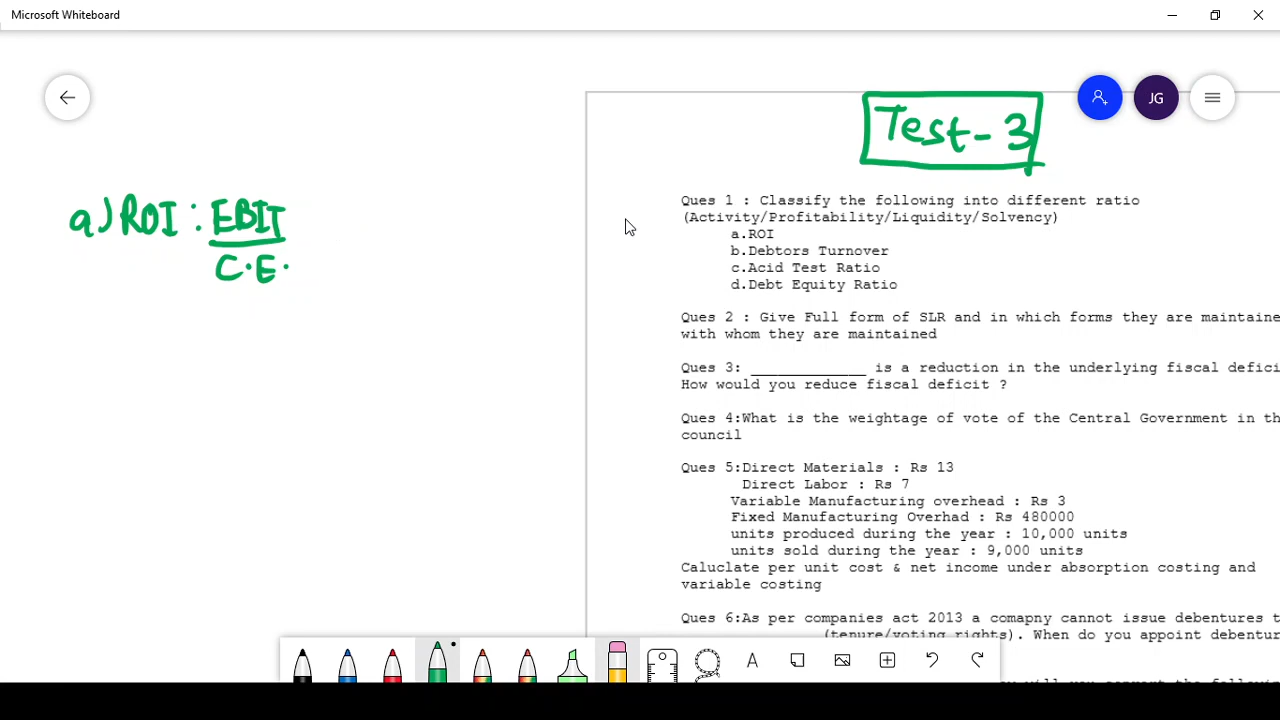 Microsoft Whiteboard
JG
Test-3
a) ROI : EBIT
C.E.
Ques 1 : Classify the following into different ratio
(Activity/Profitability/Liquidity/Solvency)
a.ROI
b.Debtors Turnover
c.Acid Test Ratio
d.Debt Equity Ratio
Ques 2 : Give Full form of SLR and in which forms they are maintaine
with whom they are maintained
Ques 3: _____________ is a reduction in the underlying fiscal defici
How would you reduce fiscal deficit ?
Ques 4:What is the weightage of vote of the Central Government in th
council
Ques 5:Direct Materials : Rs 13
Direct Labor : Rs 7
Variable Manufacturing overhead : Rs 3
Fixed Manufacturing Overhad : Rs 480000
units produced during the year : 10,000 units
units sold during the year : 9,000 units
Caluclate per unit cost & net income under absorption costing and
variable costing
Ques 6:As per companies act 2013 a comapny cannot issue debentures t
(tenure/voting rights). When do you appoint debentu
A